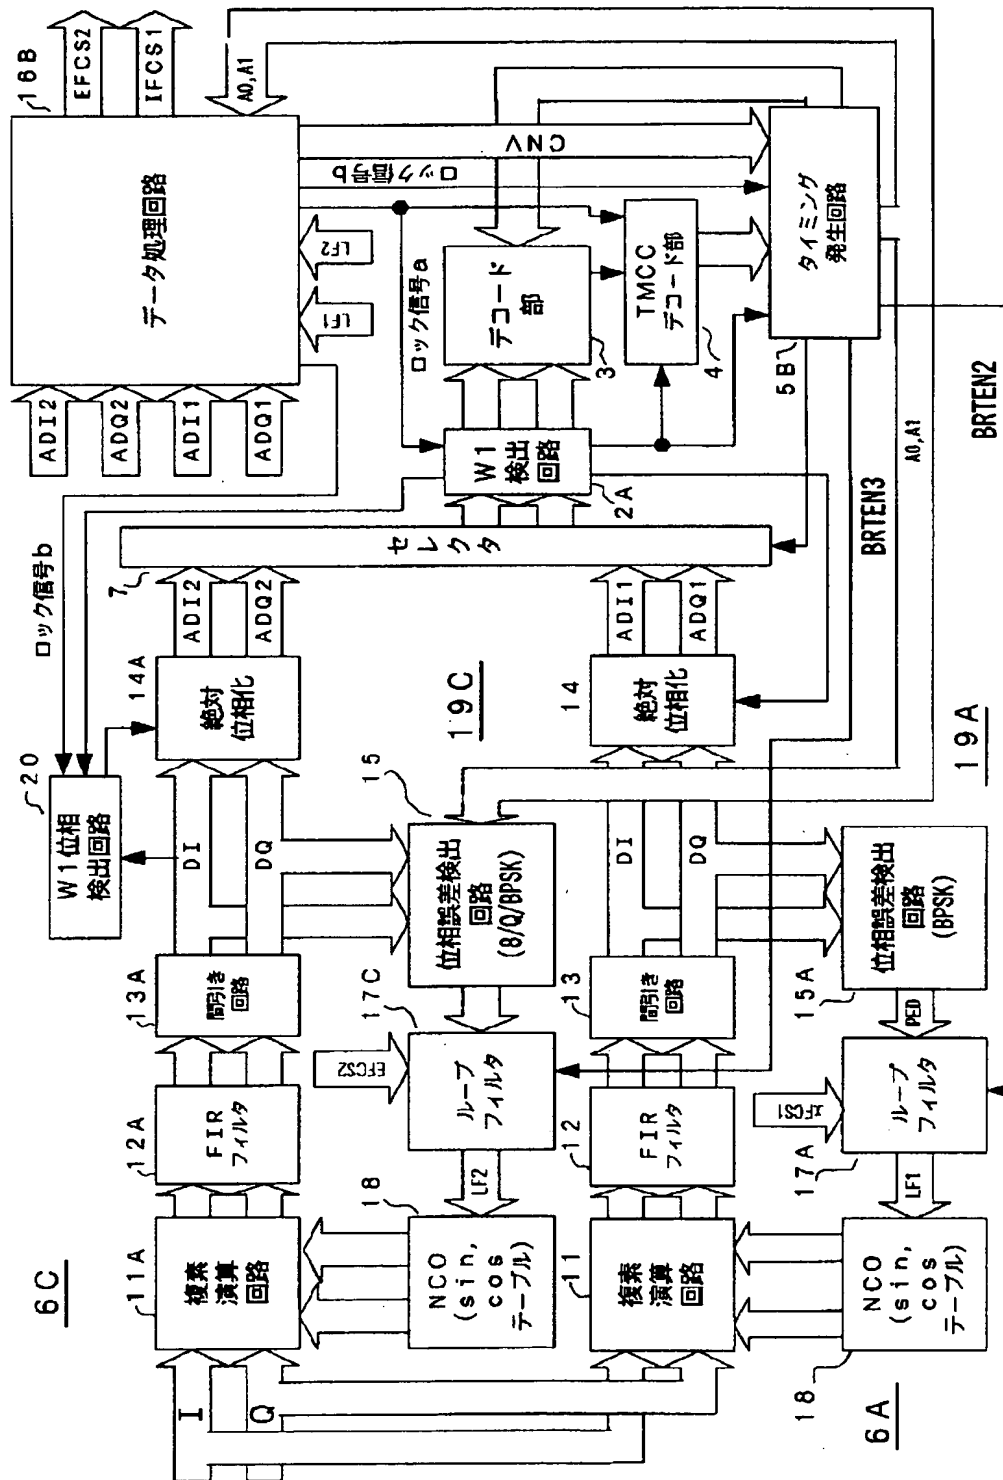 6C
I
Q
11A
複素
演算
回路
12A
FIR
フィルタ
13A
間引き
回路
DI
DQ
20
W1位相
検出回路
14A
絶対
位相化
ロック信号b
ADI2
ADQ2
7
セレクタ
ADI2
ADQ2
ADI1
ADQ1
16B
データ処理回路
EFCS2
IFCS1
A0,A1
LF1
LF2
ロック信号a
ロック信号b
CNV
W1
検出
回路
2A
デコード
部
3
TMCC
デコード部
4
タイミング
発生回路
5B
18
NCO
(sin,
cos
テーブル)
LF2
17C
ループ
フィルタ
EFCS2
15
位相誤差検出
回路
(8/Q/BPSK)
19C
11
複素
演算
回路
12
FIR
フィルタ
13
間引き
回路
DI
DQ
14
絶対
位相化
ADI1
ADQ1
BRTEN3
A0,A1
BRTEN2
18
NCO
(sin,
cos
テーブル)
LF1
17A
ループ
フィルタ
PED
15A
位相誤差検出
回路
(BPSK)
19A
6A